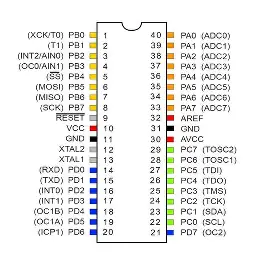 (XCK/T0) PB0 1 40 PA0 (ADC0)
(T1) PB1 2 39 PA1 (ADC1)
(INT2/AIN0) PB2 3 38 PA2 (ADC2)
(OC0/AIN1) PB3 4 37 PA3 (ADC3)
(SS) PB4 5 36 PA4 (ADC4)
(MOSI) PB5 6 35 PA5 (ADC5)
(MISO) PB6 7 34 PA6 (ADC6)
(SCK) PB7 8 33 PA7 (ADC7)
RESET 9 32 AREF
VCC 10 31 GND
GND 11 30 AVCC
XTAL2 12 29 PC7 (TOSC2)
XTAL1 13 28 PC6 (TOSC1)
(RXD) PD0 14 27 PC5 (TDI)
(TXD) PD1 15 26 PC4 (TDO)
(INT0) PD2 16 25 PC3 (TMS)
(INT1) PD3 17 24 PC2 (TCK)
(OC1B) PD4 18 23 PC1 (SDA)
(OC1A) PD5 19 22 PC0 (SCL)
(ICP1) PD6 20 21 PD7 (OC2)